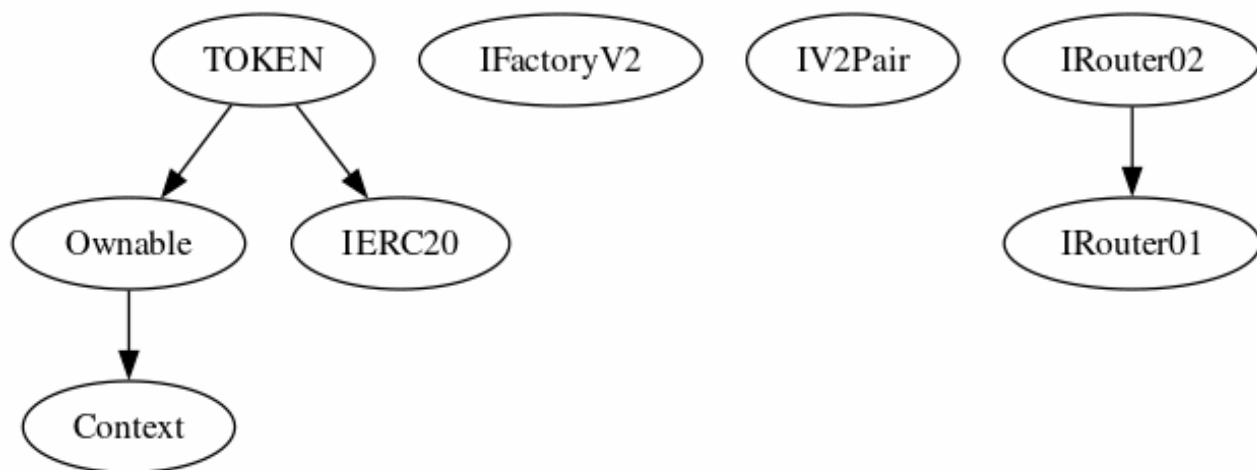 TOKEN
IFactoryV2
IV2Pair
IRouter02
Ownable
IERC20
IRouter01
Context